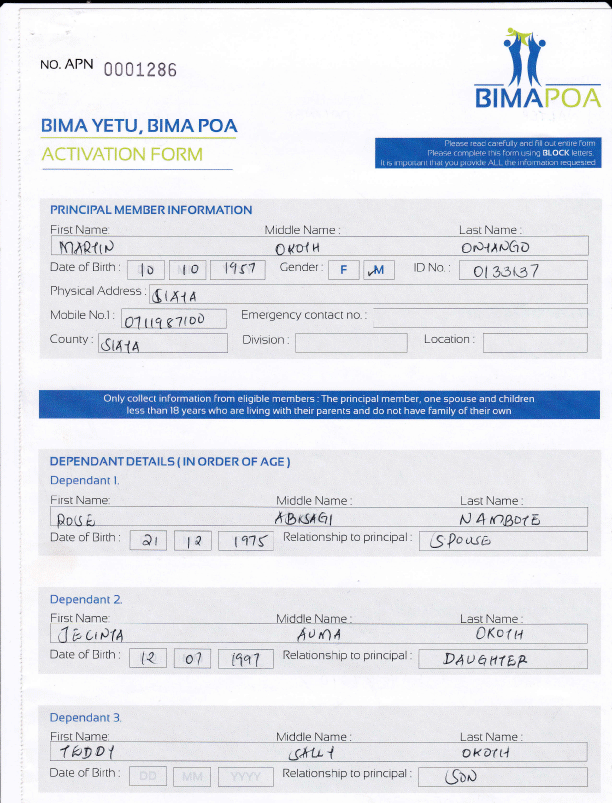 NO. APN 0001286
BIMAPOA
BIMA YETU, BIMA POA
ACTIVATION FORM
Please read carefully and fill out entire form
Please complete this form using BLOCK letters.
It is important that you provide ALL the information requested
PRINCIPAL MEMBER INFORMATION
First Name: Middle Name : Last Name :
MARTIN OKOTH ONYANGO
Date of Birth : 10 10 1957 Gender : F M ID No. : 0133137
Physical Address : SIAYA
Mobile No.1 : 0711987100 Emergency contact no. :
County : SIAYA Division : Location :
Only collect information from eligible members : The principal member, one spouse and children
less than 18 years who are living with their parents and do not have family of their own
DEPENDANT DETAILS ( IN ORDER OF AGE )
Dependant 1.
First Name: Middle Name : Last Name :
ROSE ABISAGI
Date of Birth : 21 12 1975 Relationship to principal : SPOUSE
Dependant 2.
First Name: Middle Name : Last Name :
JECINTA AUMA OKOTH
Date of Birth : 12 07 1997 Relationship to principal : DAUGHTER
Dependant 3.
First Name: Middle Name : Last Name :
TEDDY OKOTH
Date of Birth : DD MM YYYY Relationship to principal : SON